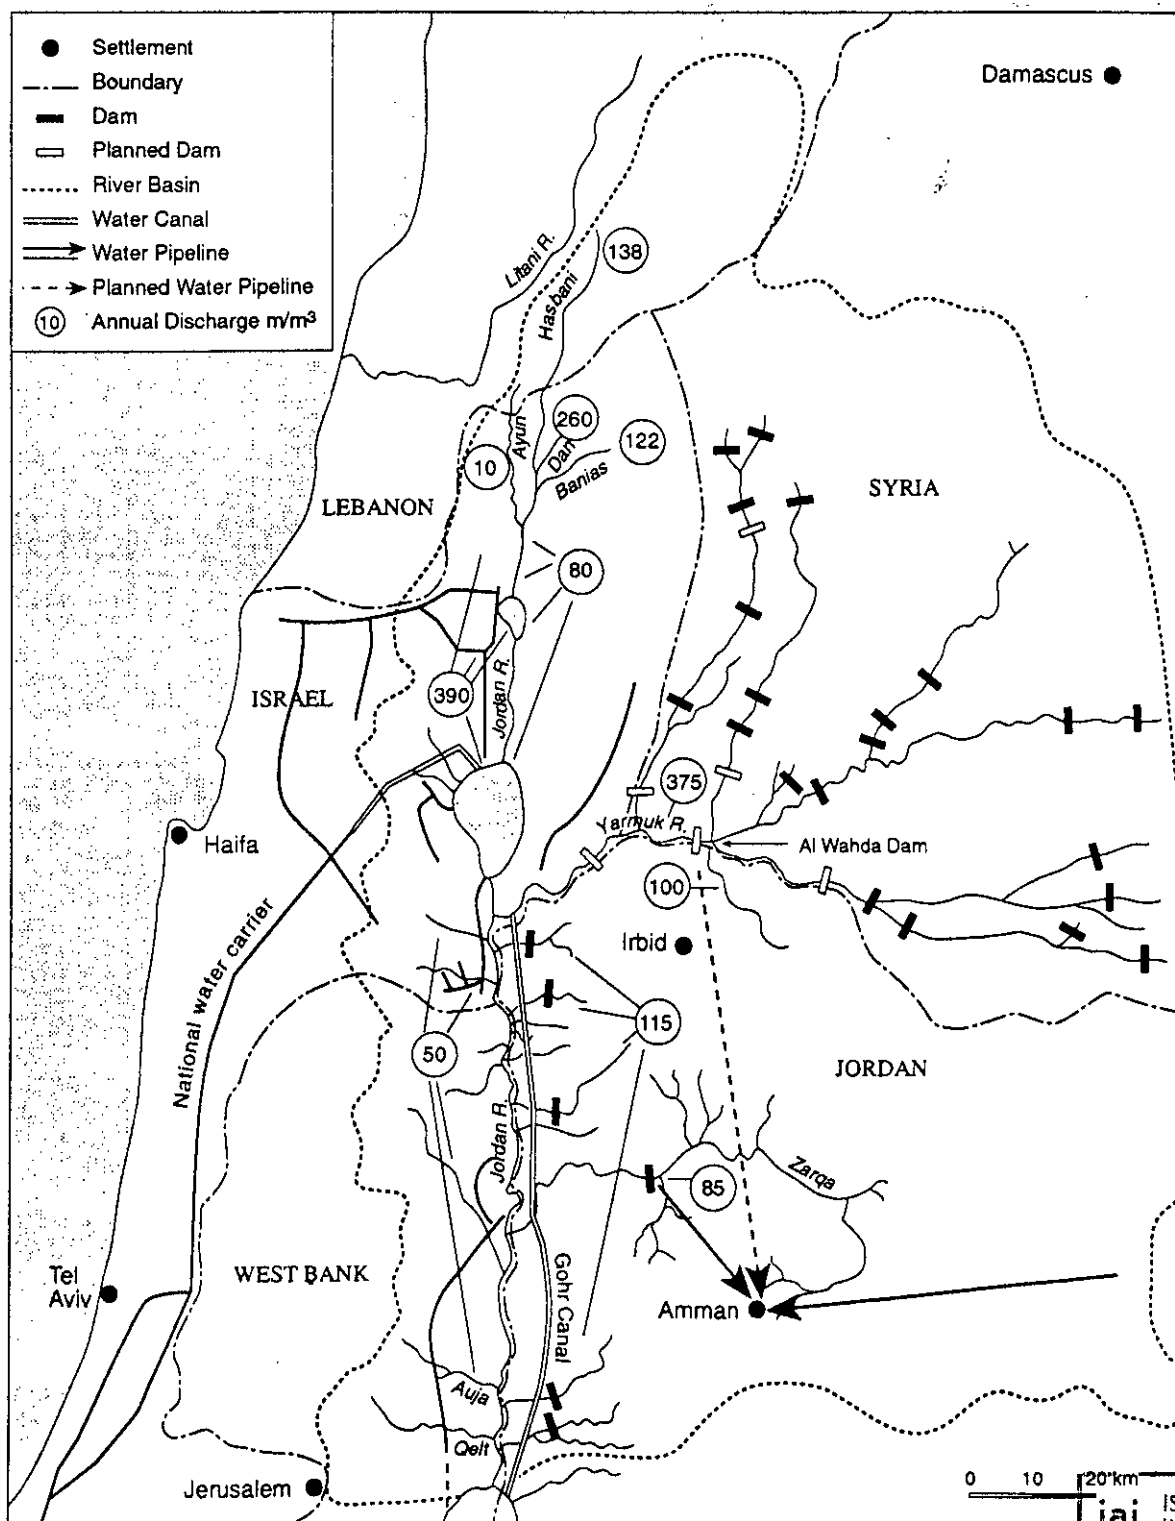 Settlement
Boundary
Dam
Planned Dam
River Basin
Water Canal
Water Pipeline
Planned Water Pipeline
10 Annual Discharge m/m³
Damascus
Litani R.
Hasbani
138
Ayun
260
Dan
122
Banias
10
LEBANON
SYRIA
80
ISRAEL
390
Jordan R.
375
Yarmuk R.
Haifa
Al Wahda Dam
100
Irbid
National water carrier
115
50
JORDAN
Jordan R.
Zarqa
85
WEST BANK
Gohr Canal
Tel
Aviv
Amman
Auja
Qelt
Jerusalem
0 10 20 km